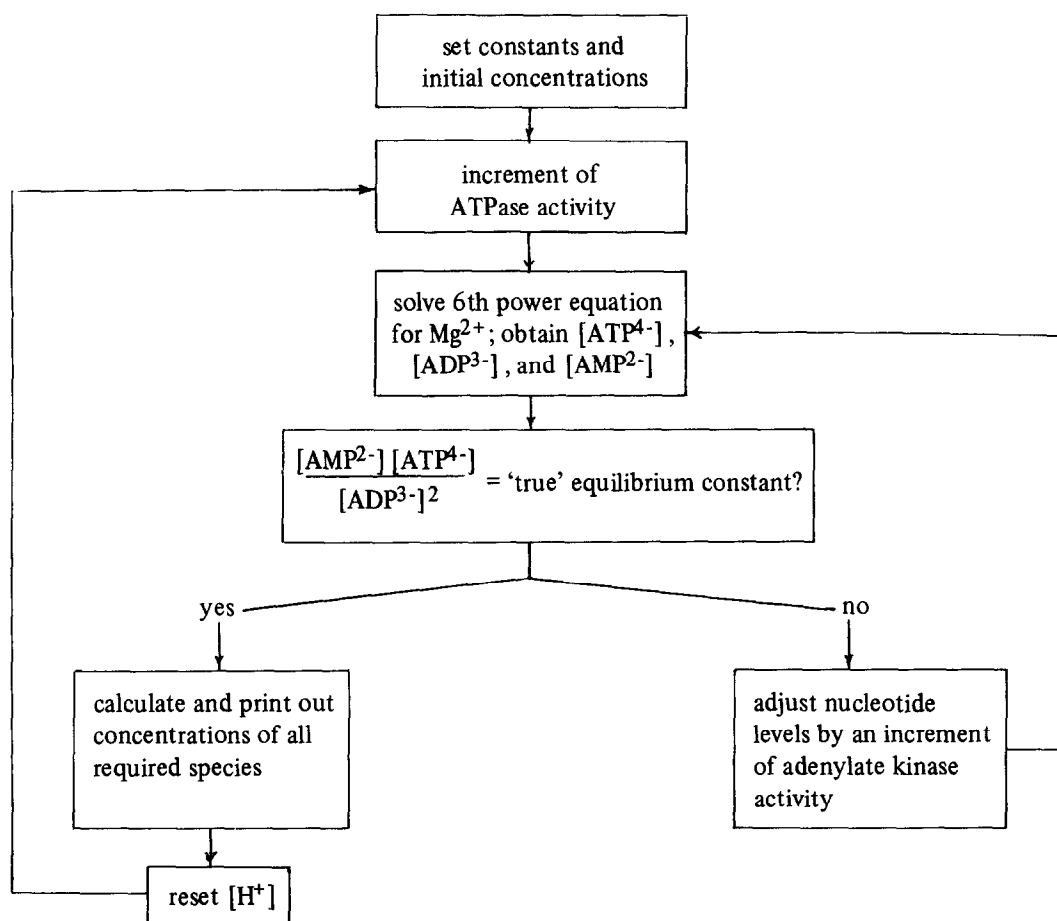 set constants and
initial concentrations
increment of
ATPase activity
solve 6th power equation
for Mg²⁺; obtain [ATP⁴⁻],
[ADP³⁻], and [AMP²⁻]
[AMP²⁻] [ATP⁴⁻]
[ADP³⁻]²
= ‘true’ equilibrium constant?
yes
no
calculate and print out
concentrations of all
required species
adjust nucleotide
levels by an increment
of adenylate kinase
activity
reset [H⁺]